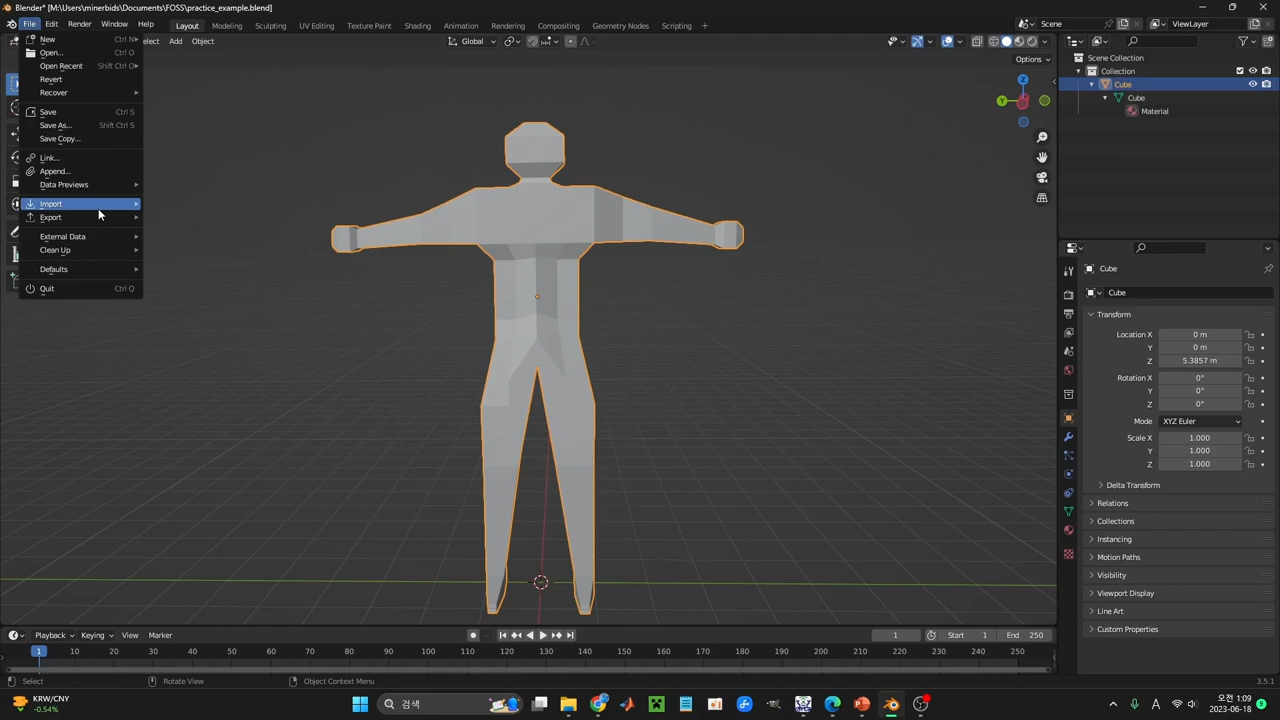 Blender* [M:\Users\minerbids\Documents\FOSS\practice_example.blend]
File Edit Render Window Help Layout Modeling Sculpting UV Editing Texture Paint Shading Animation Rendering Compositing Geometry Nodes Scripting + Scene ViewLayer
elect Add Object Global Options
New Ctrl N
Open... Ctrl O
Open Recent Shift Ctrl O
Revert
Recover
Save Ctrl S
Save As... Shift Ctrl S
Save Copy...
Link...
Append...
Data Previews
Import
Export
External Data
Clean Up
Defaults
Quit Ctrl Q
Z
Y
Scene Collection
Collection
Cube
Cube
Material
Cube
Cube
Transform
Location X 0 m
Y 0 m
Z 5.3857 m
Rotation X 0°
Y 0°
Z 0°
Mode XYZ Euler
Scale X 1.000
Y 1.000
Z 1.000
Delta Transform
Relations
Collections
Instancing
Motion Paths
Visibility
Viewport Display
Line Art
Custom Properties
Playback Keying View Marker 1 Start 1 End 250
1 10 20 30 40 50 60 70 80 90 100 110 120 130 140 150 160 170 180 190 200 210 220 230 240 250
Select Rotate View Object Context Menu 3.5.1
KRW/CNY
-0.54%
검색
A
오전 1:09
2023-06-18